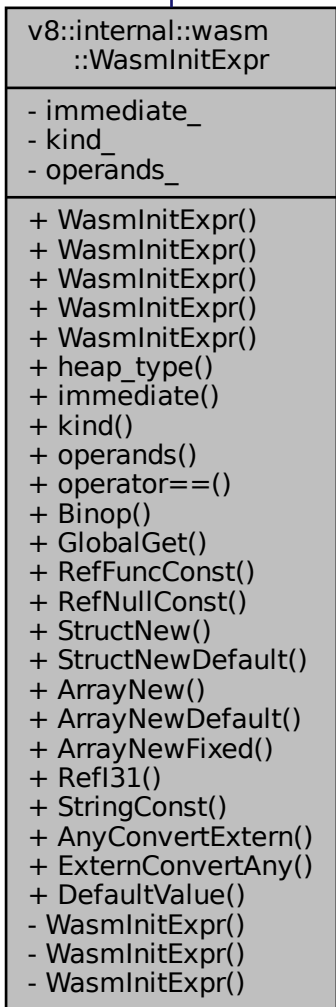 v8::internal::wasm
::WasmInitExpr
- immediate_
- kind_
- operands_
+ WasmInitExpr()
+ WasmInitExpr()
+ WasmInitExpr()
+ WasmInitExpr()
+ WasmInitExpr()
+ heap_type()
+ immediate()
+ kind()
+ operands()
+ operator==()
+ Binop()
+ GlobalGet()
+ RefFuncConst()
+ RefNullConst()
+ StructNew()
+ StructNewDefault()
+ ArrayNew()
+ ArrayNewDefault()
+ ArrayNewFixed()
+ RefI31()
+ StringConst()
+ AnyConvertExtern()
+ ExternConvertAny()
+ DefaultValue()
- WasmInitExpr()
- WasmInitExpr()
- WasmInitExpr()